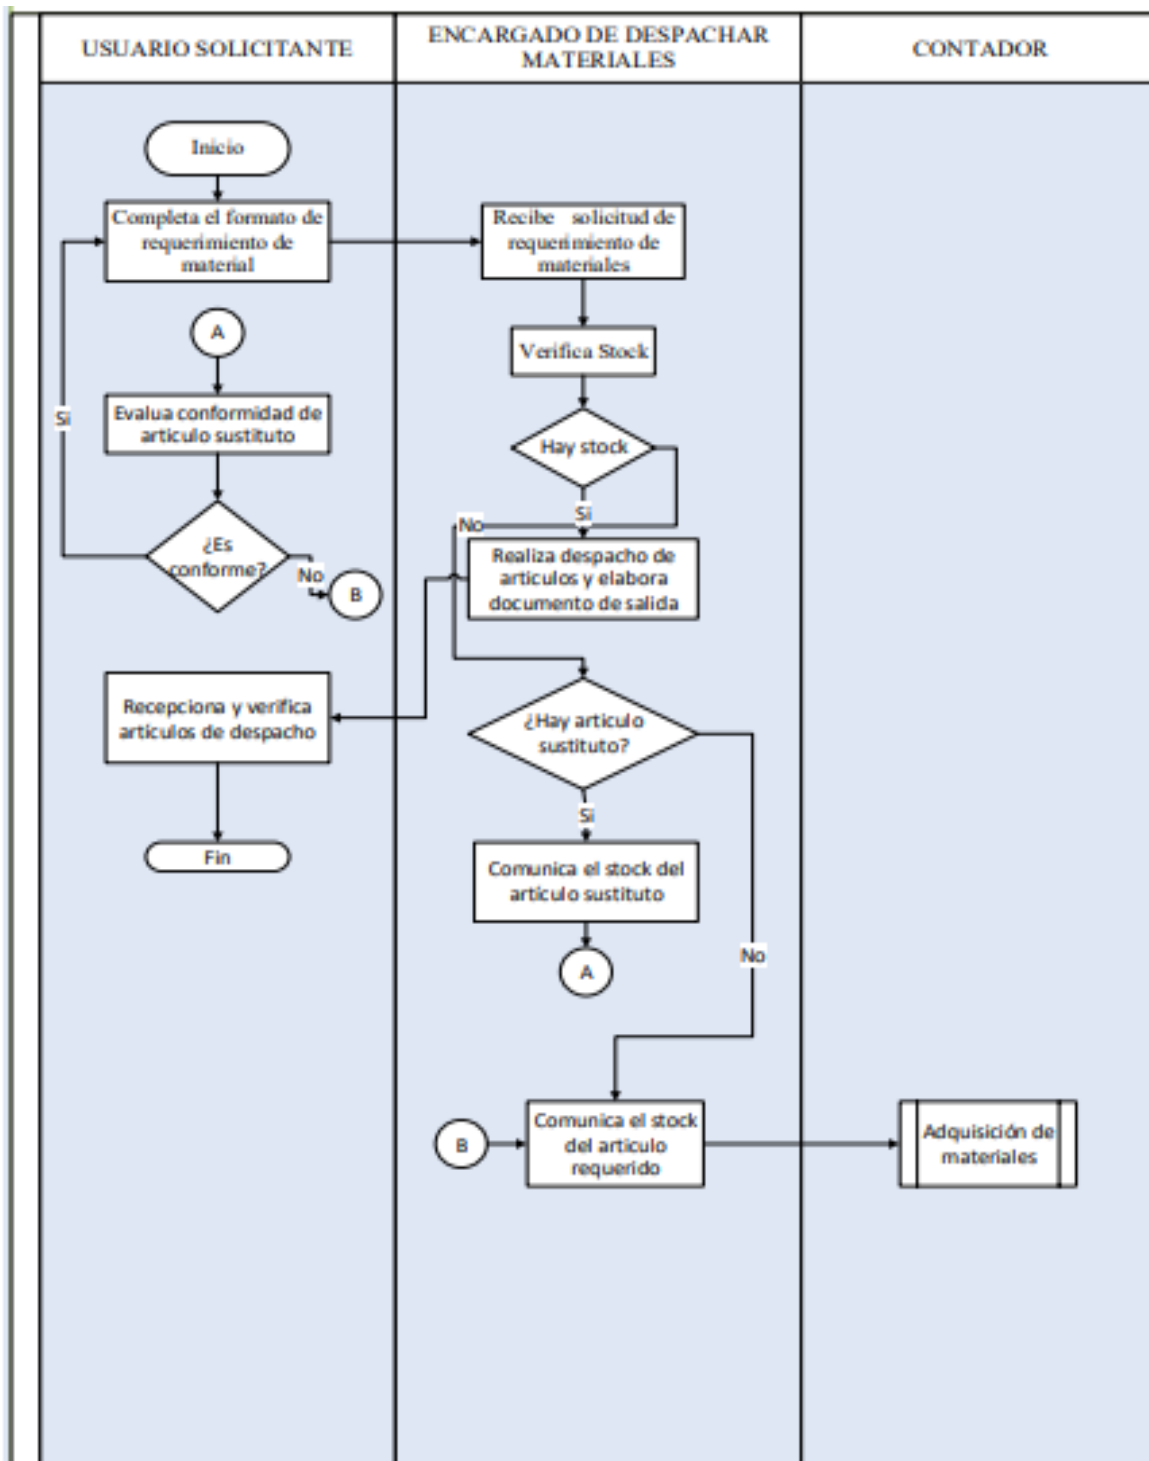 USUARIO SOLICITANTE
ENCARGADO DE DESPACHAR
MATERIALES
CONTADOR
Inicio
Completa el formato de
requerimiento de
material
Recibe solicitud de
requerimiento de
materiales
A
Verifica Stock
Evalua conformidad de
articulo sustituto
Si
Hay stock
Si
No
¿Es
conforme?
No
B
Realiza despacho de
articulos y elabora
documento de salida
Recepciona y verifica
artículos de despacho
¿Hay articulo
sustituto?
Si
Fin
Comunica el stock del
artículo sustituto
No
A
B
Comunica el stock
del articulo
requerido
Adquisición de
materiales